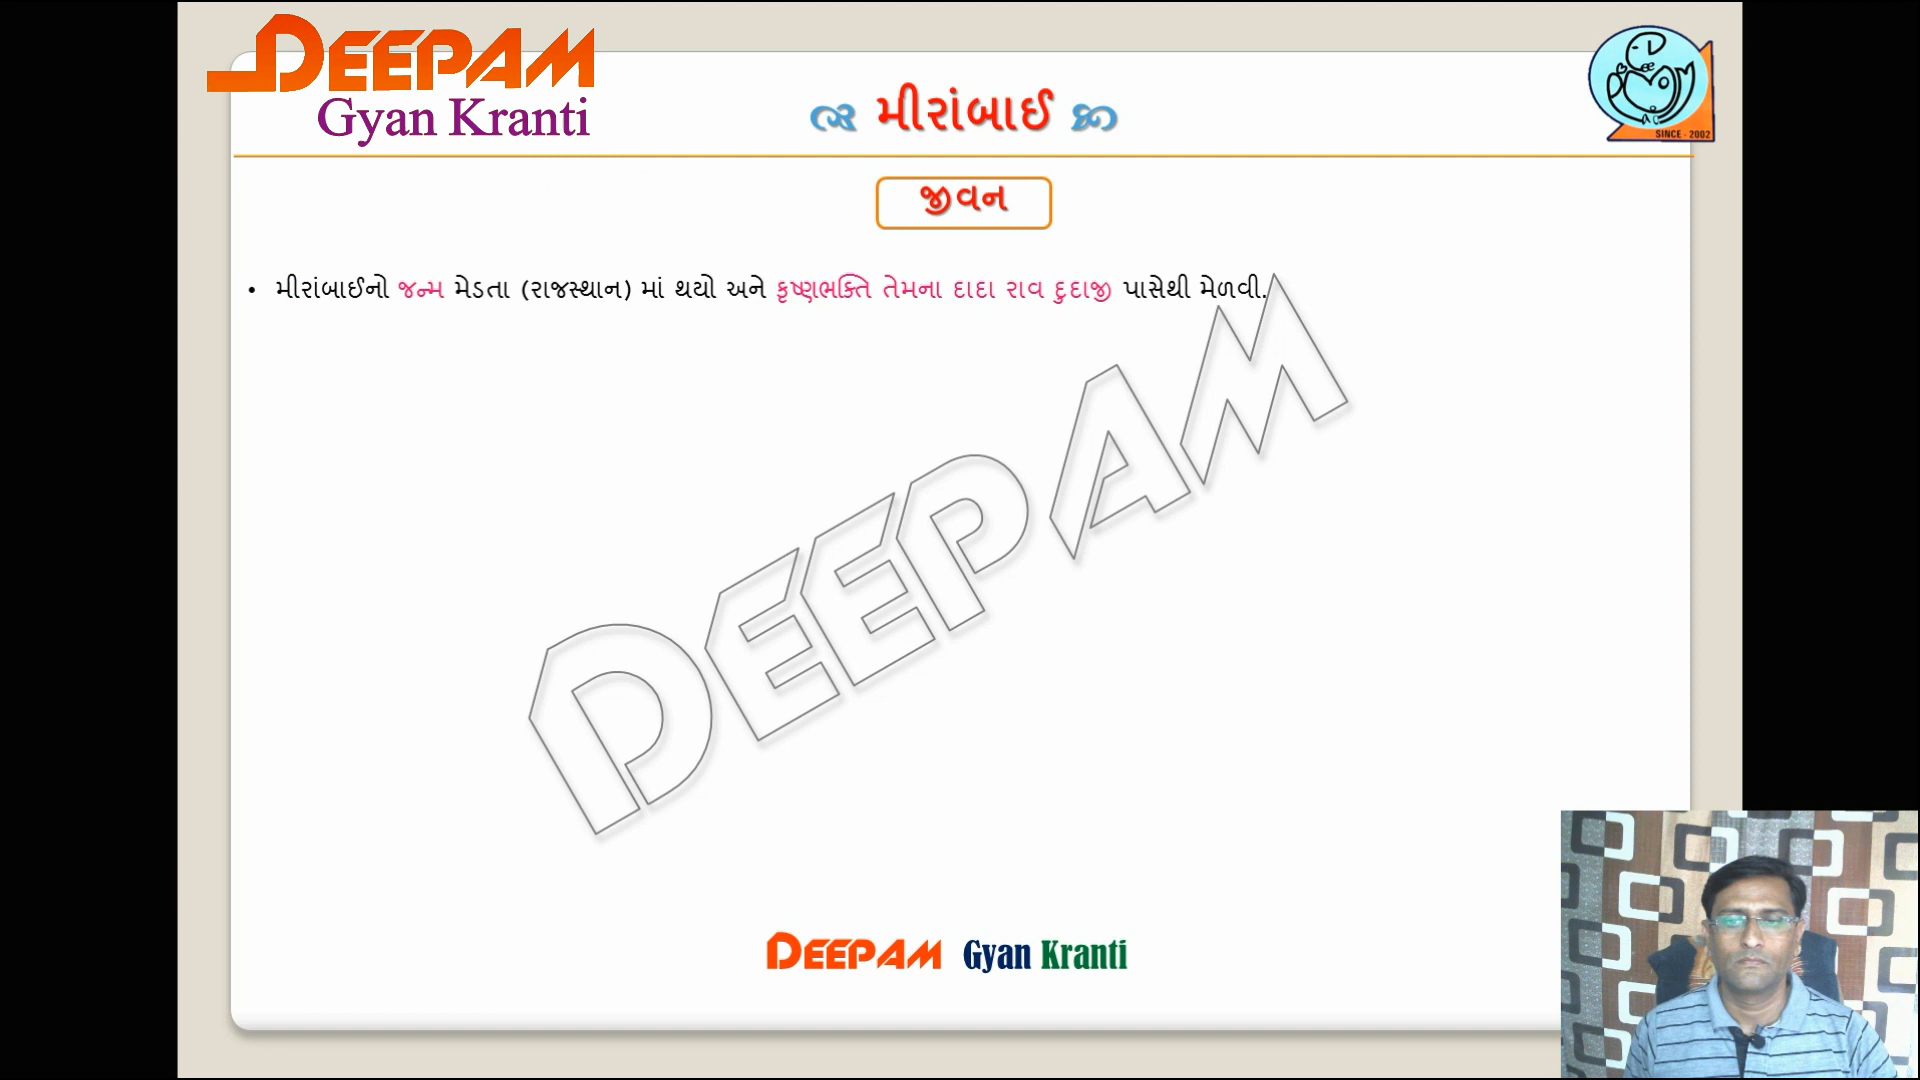 DEEPAM
Gyan Kranti
મીરાંબાઈ
SINCE - 2002
જીવન
• મીરાંબાઈનો જન્મ મેડતા (રાજસ્થાન) માં થયો અને કૃષ્ણભક્તિ તેમના દાદા રાવ દુદાજી પાસેથી મેળવી.
DEEPAM
DEEPAM Gyan Kranti